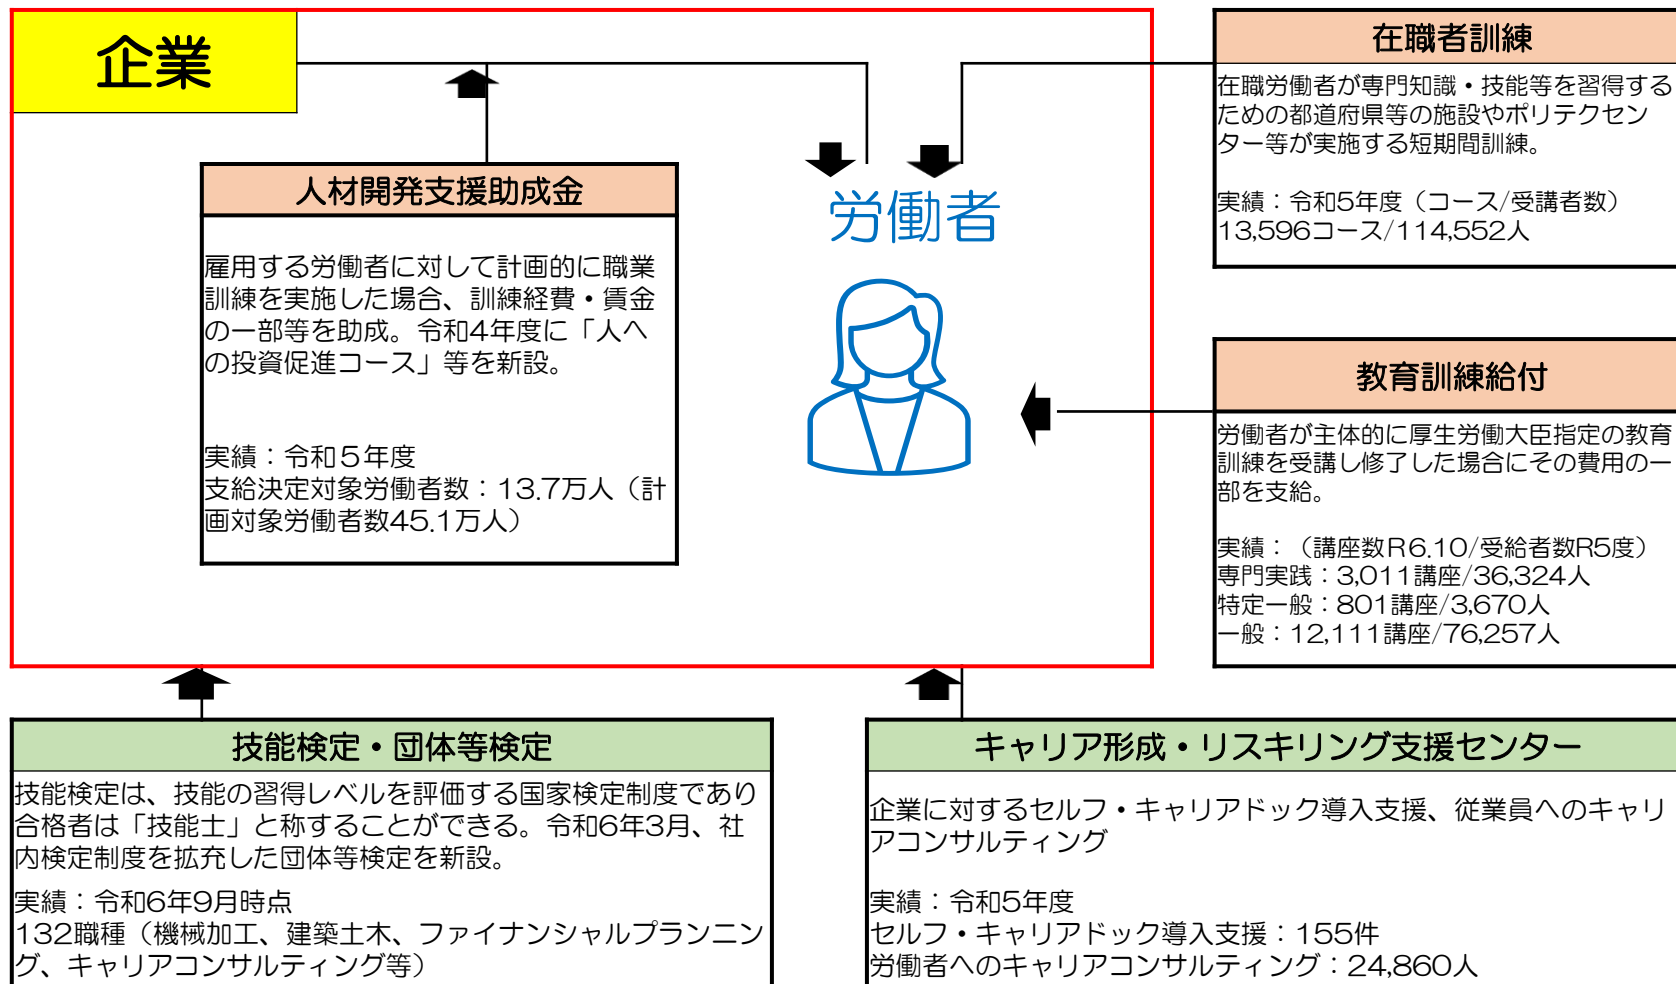 企業
人材開発支援助成金
雇用する労働者に対して計画的に職業
訓練を実施した場合、訓練経費・賃金
の一部等を助成。令和4年度に「人へ
の投資促進コース」等を新設。
実績：令和５年度
支給決定対象労働者数：13.7万人（計
画対象労働者数45.1万人）
労働者
在職者訓練
在職労働者が専門知識・技能等を習得する
ための都道府県等の施設やポリテクセン
ター等が実施する短期間訓練。
実績：令和5年度（コース/受講者数）
13,596コース/114,552人
教育訓練給付
労働者が主体的に厚生労働大臣指定の教育
訓練を受講し修了した場合にその費用の一
部を支給。
実績：（講座数Ｒ6.10/受給者数R5度）
専門実践：3,011講座/36,324人
特定一般：801講座/3,670人
一般：12,111講座/76,257人
技能検定・団体等検定
技能検定は、技能の習得レベルを評価する国家検定制度であり
合格者は「技能士」と称することができる。令和6年3月、社
内検定制度を拡充した団体等検定を新設。
実績：令和6年9月時点
132職種（機械加工、建築土木、ファイナンシャルプランニン
グ、キャリアコンサルティング等）
キャリア形成・リスキリング支援センター
企業に対するセルフ・キャリアドック導入支援、従業員へのキャリ
アコンサルティング
実績：令和5年度
セルフ・キャリアドック導入支援：155件
労働者へのキャリアコンサルティング：24,860人